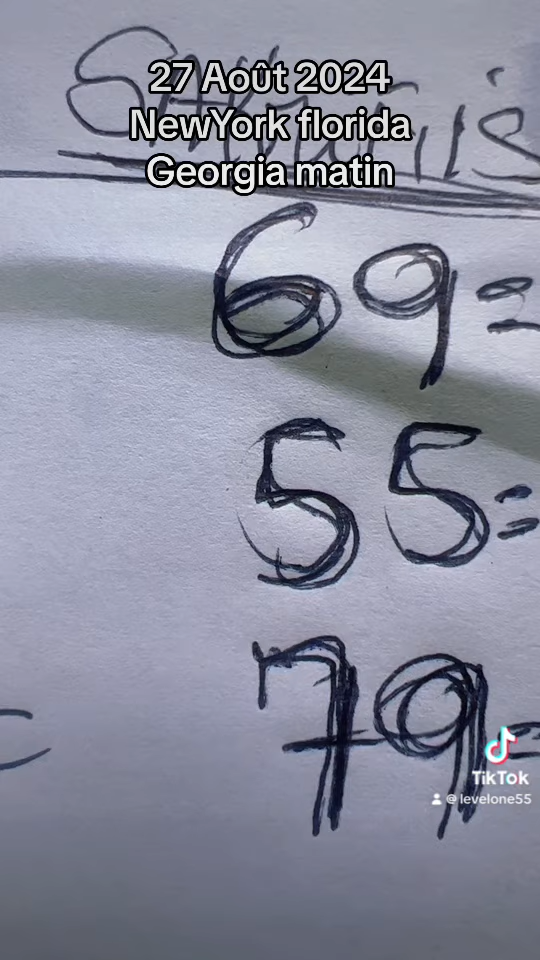 27 Août 2024
NewYork florida
Georgia matin
69=
55=
79=
=
TikTok
@levelone55